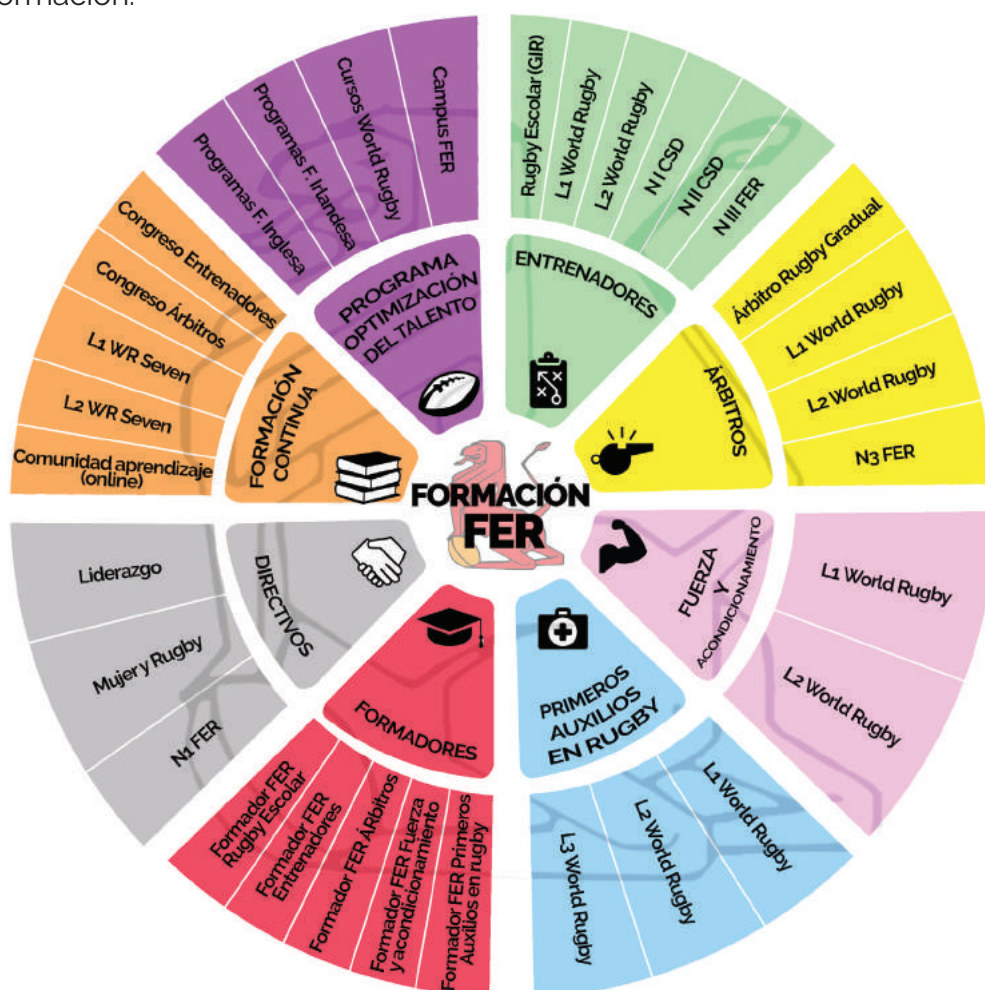 ormación.
Programas F. Inglesa
Programas F. Irlandesa
Cursos World Rugby
Campus FER
PROGRAMA
OPTIMIZACIÓN
DEL TALENTO
Rugby Escolar (GIR)
L1 World Rugby
L2 World Rugby
N I CSD
N II CSD
N III FER
ENTRENADORES
Árbitro Rugby Gradual
L1 World Rugby
L2 World Rugby
N3 FER
ÁRBITROS
L1 World Rugby
L2 World Rugby
FUERZA
Y
ACONDICIONAMIENTO
L1 World Rugby
L2 World Rugby
L3 World Rugby
PRIMEROS
AUXILIOS
EN RUGBY
Formador FER
Rugby Escolar
Formador FER
Entrenadores
Formador FER ÁRbitros
Formador FER Fuerza
y acondicionamiento
Formador FER Primeros
Auxílios en rugby
FORMADORES
Liderazgo
Mujer y Rugby
N1 FER
DIRECTIVOS
Congreso Entrenadores
Congreso Árbitros
L1 WR Seven
L2 WR Seven
Comunidad aprendizaje
(online)
FORMACIÓN
CONTINUA
FORMACIÓN
FER